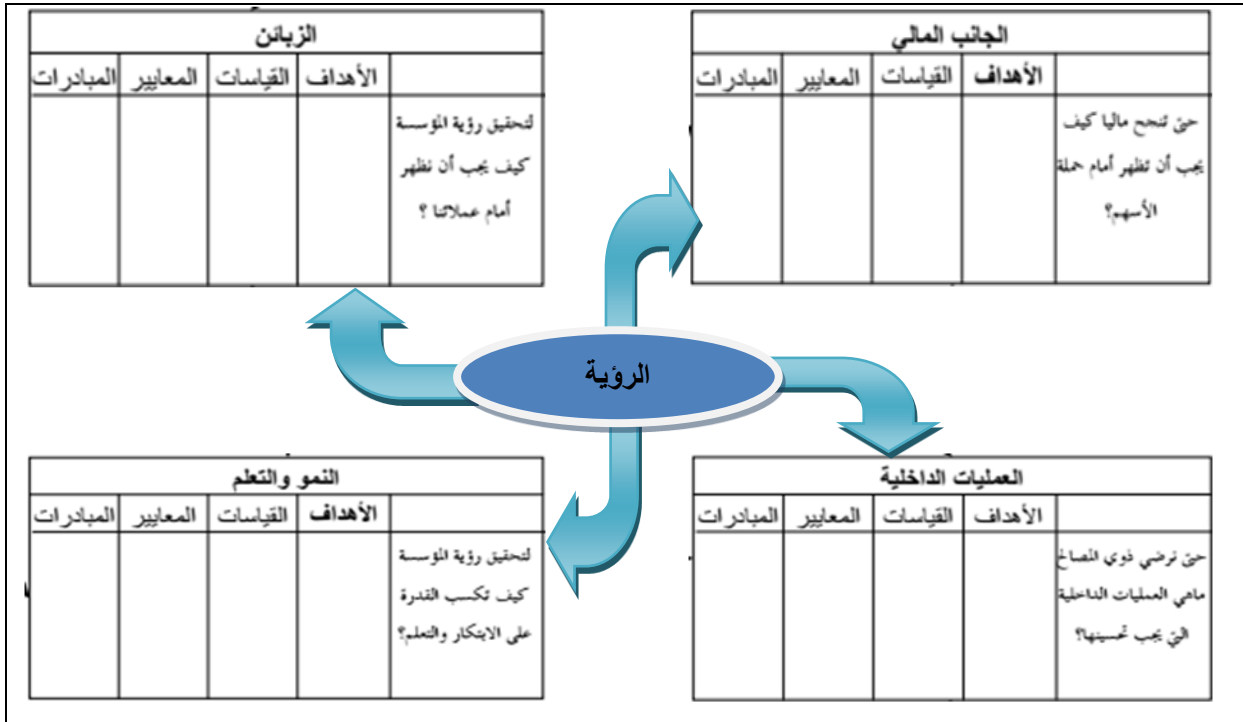 الجانب المالي
الأهداف القياسات المعايير المبادرات
حتى تنجح ماليا كيف
يجب أن تظهر أمام حملة
الأسهم؟
الزبائن
الأهداف القياسات المعايير المبادرات
لتحقيق رؤية المؤسسة
كيف يجب أن نظهر
أمام عملائنا ؟
الرؤية
العمليات الداخلية
الأهداف القياسات المعايير المبادرات
حتى نرضي ذوي المصالح
ماهي العمليات الداخلية
التي يجب تحسينها؟
النمو والتعلم
الأهداف القياسات المعايير المبادرات
لتحقيق رؤية المؤسسة
كيف تكسب القدرة
على الابتكار والتعلم؟